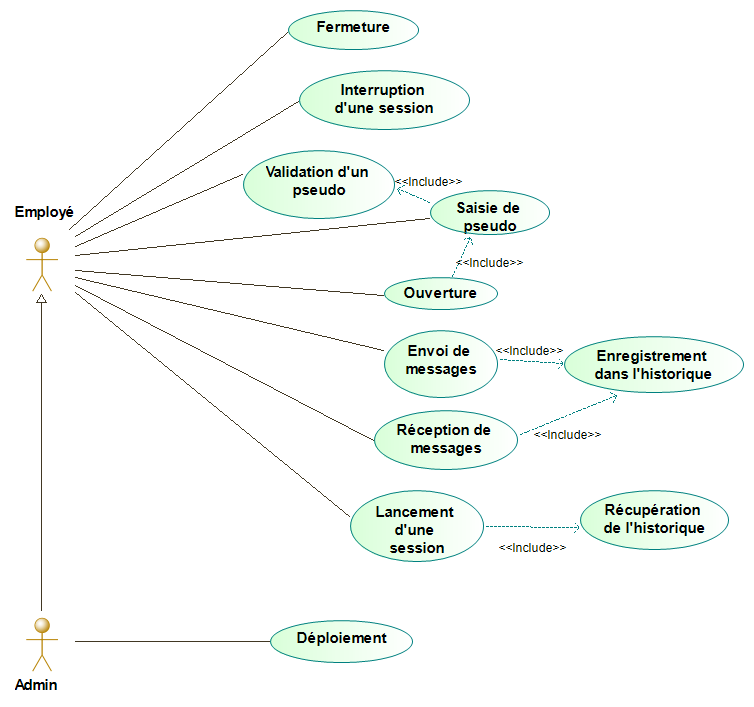 Fermeture
Interruption
d'une session
Validation d'un
pseudo
<<Include>>
Saisie de
pseudo
Employé
<<Include>>
Ouverture
Envoi de
messages
<<Include>>
Enregistrement
dans l'historique
Réception de
messages
<<Include>>
Lancement
d'une
session
Récupération
de l'historique
<<Include>>
Déploiement
Admin